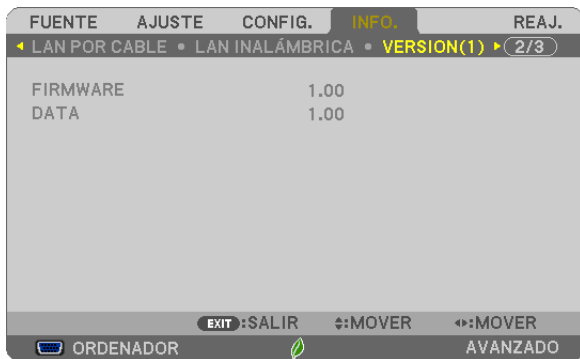 FUENTE AJUSTE CONFIG. INFO. REAJ.
LAN POR CABLE • LAN INALÁMBRICA • VERSION(1) 2/3
FIRMWARE 1.00
DATA 1.00
EXIT:SALIR :MOVER :MOVER
ORDENADOR AVANZADO